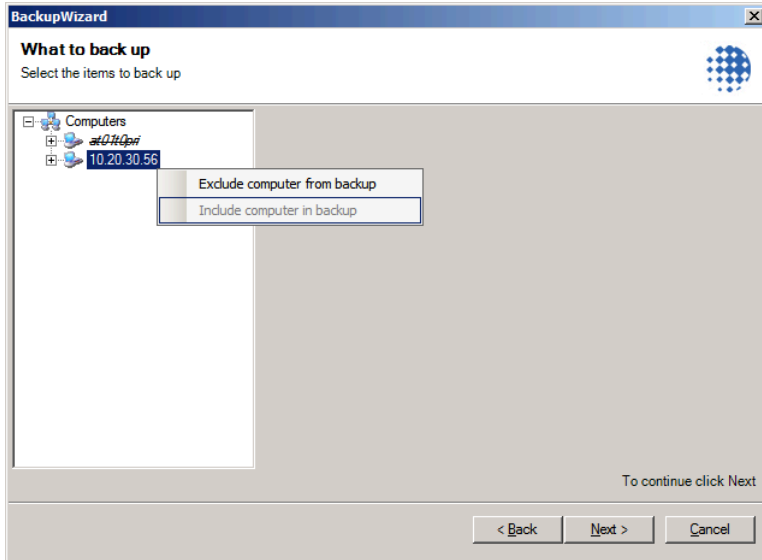 BackupWizard
What to back up
Select the items to back up
Computers
at01t0pri
10.20.30.56
Exclude computer from backup
Include computer in backup
To continue click Next
< Back
Next >
Cancel